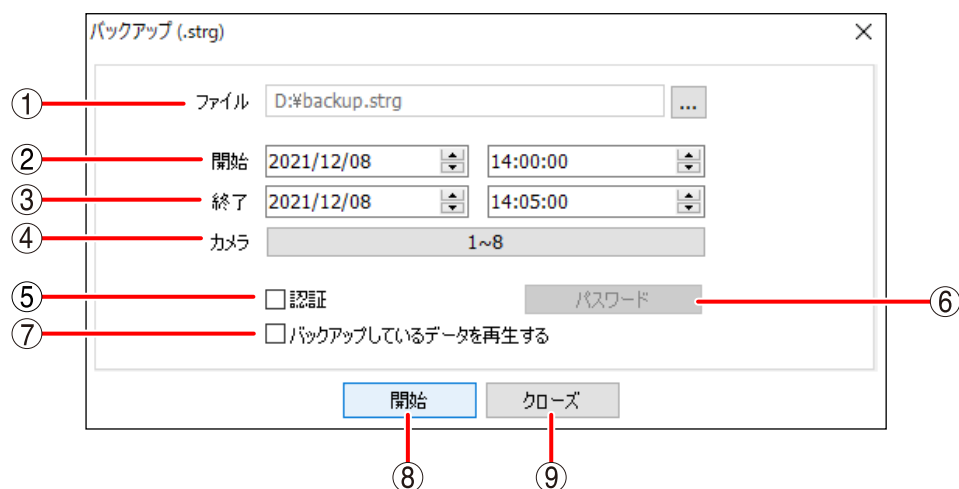 バックアップ (.strg)
① ファイル D:¥backup.strg ...
② 開始 2021/12/08 14:00:00
③ 終了 2021/12/08 14:05:00
④ カメラ 1~8
⑤ 認証 パスワード ⑥
⑦ バックアップしているデータを再生する
開始 クローズ
⑧ ⑨